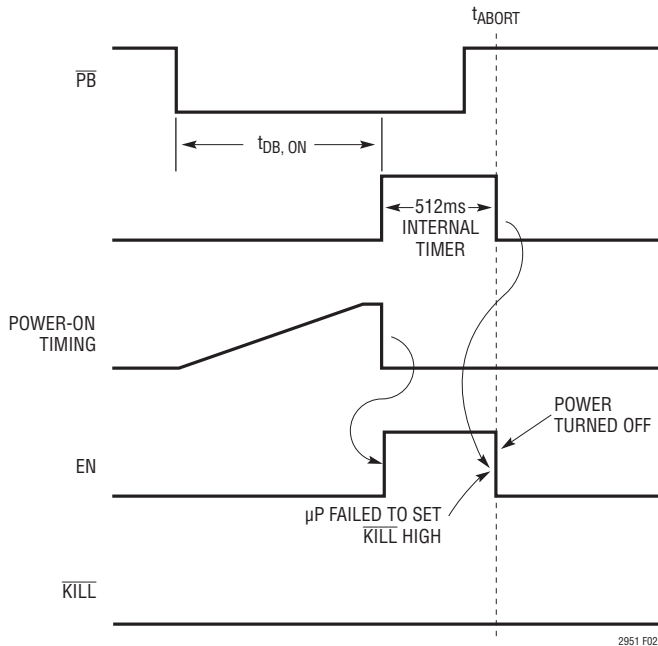 tABORT
PB
tDB, ON
512ms
INTERNAL
TIMER
POWER-ON
TIMING
POWER
TURNED OFF
EN
µP FAILED TO SET
KILL HIGH
KILL
2951 F02